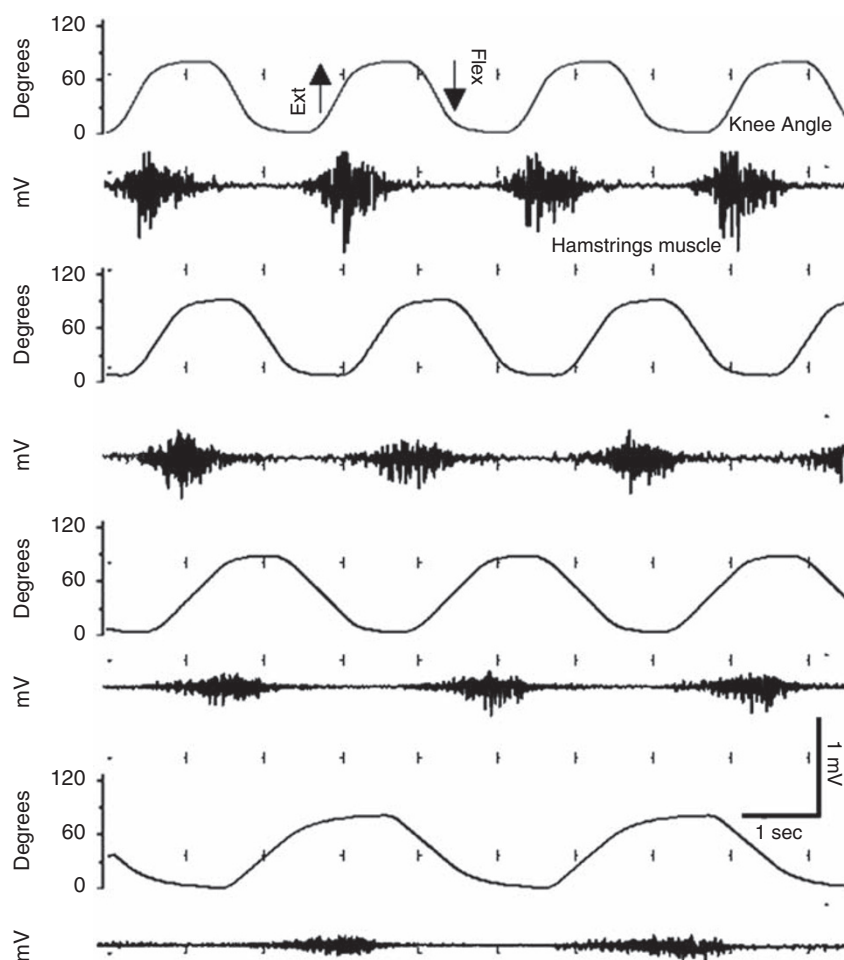 120
Degrees
60
Ext
Flex
0
Knee Angle
mV
Hamstrings muscle
120
Degrees
60
0
mV
120
Degrees
60
0
mV
1 mV
120
Degrees
60
1 sec
0
mV